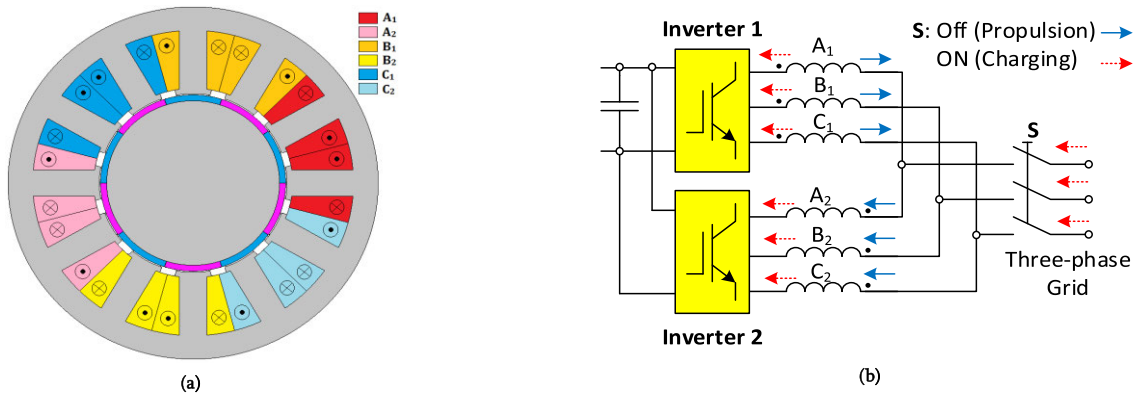 A₁
A₂
B₁
B₂
C₁
C₂
(a)
Inverter 1
S: Off (Propulsion)
ON (Charging)
A₁
B₁
C₁
S
A₂
B₂
C₂
Three-phase
Grid
Inverter 2
(b)